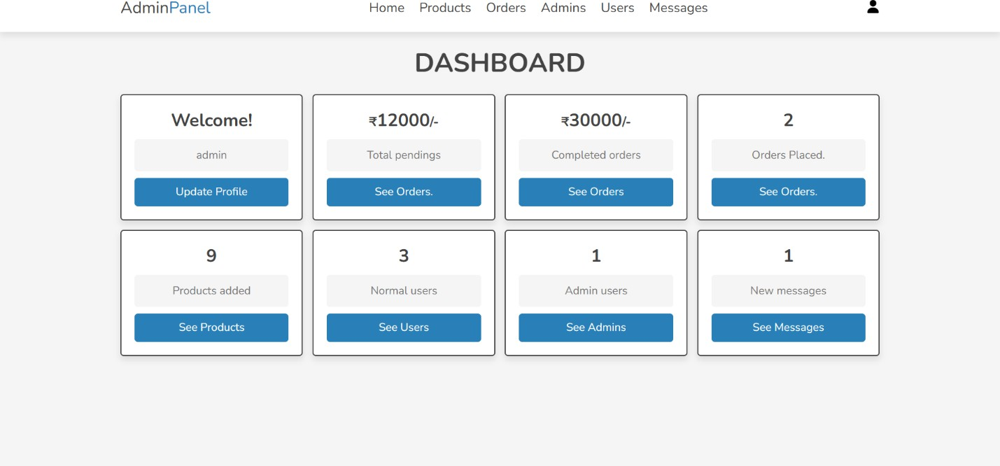 AdminPanel Home Products Orders Admins Users Messages
DASHBOARD
Welcome!
admin
Update Profile
₹12000/-
Total pendings
See Orders.
₹30000/-
Completed orders
See Orders
2
Orders Placed.
See Orders.
9
Products added
See Products
3
Normal users
See Users
1
Admin users
See Admins
1
New messages
See Messages